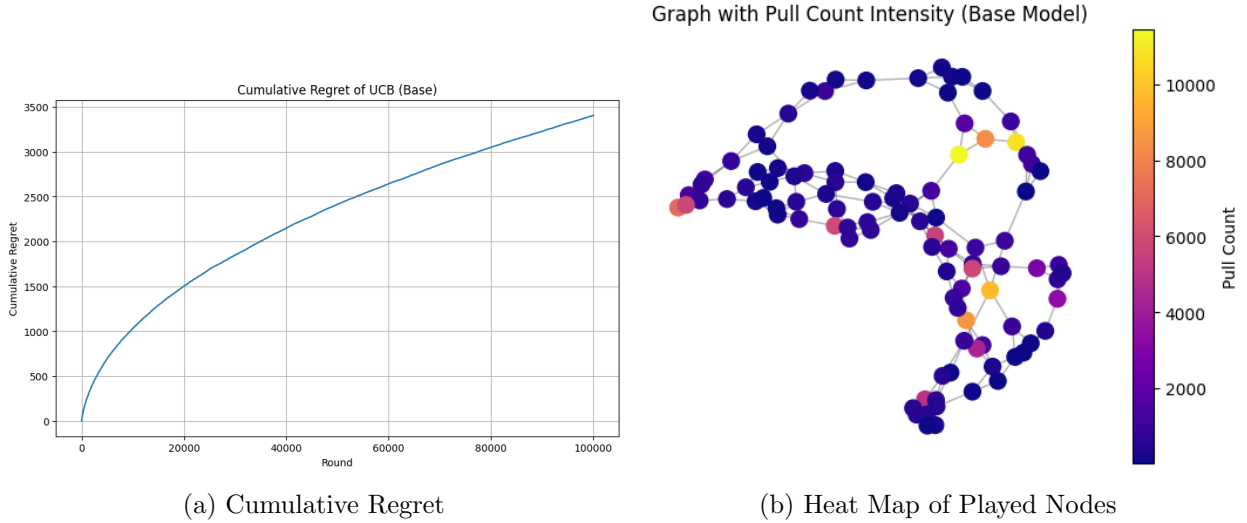 Cumulative Regret of UCB (Base)
Cumulative Regret
3500
3000
2500
2000
1500
1000
500
0
0 20000 40000 60000 80000 100000
Round
(a) Cumulative Regret
Graph with Pull Count Intensity (Base Model)
10000
8000
6000
4000
2000
Pull Count
(b) Heat Map of Played Nodes